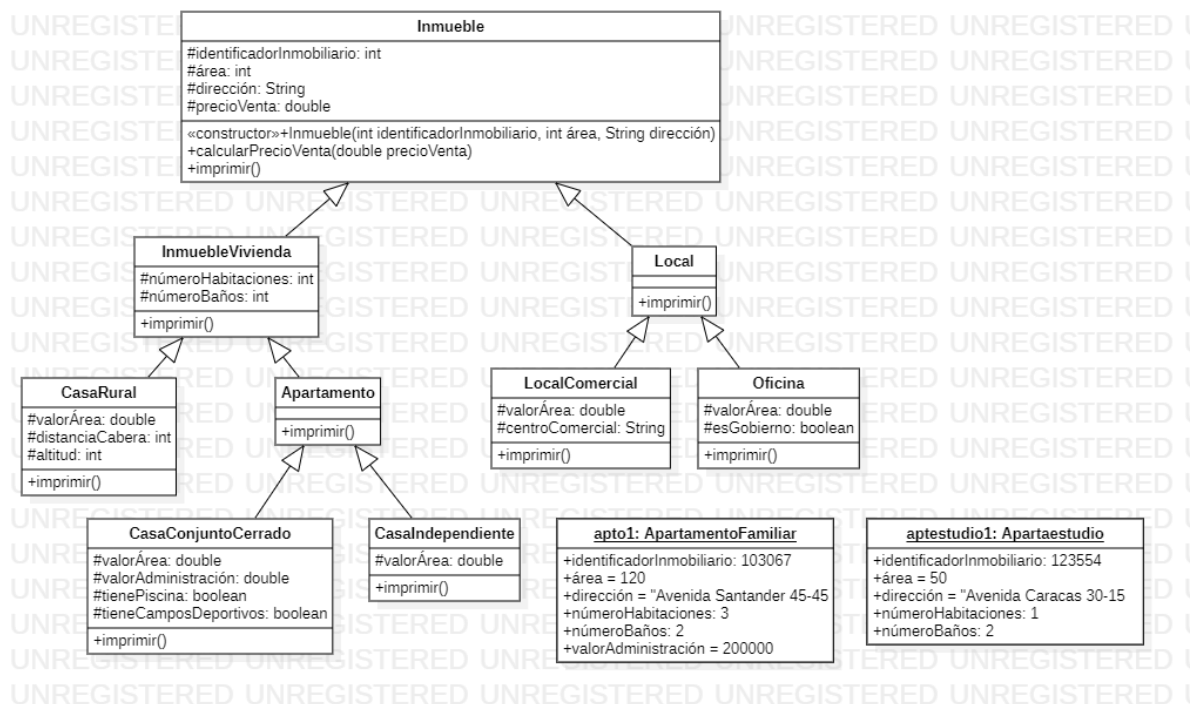 Inmueble
#identificadorInmobiliario: int
#área: int
#dirección: String
#precioVenta: double
«constructor»+Inmueble(int identificadorInmobiliario, int área, String dirección)
+calcularPrecioVenta(double precioVenta)
+imprimir()
InmuebleVivienda
#númeroHabitaciones: int
#númeroBaños: int
+imprimir()
Local
+imprimir()
CasaRural
#valorÁrea: double
#distanciaCabera: int
#altitud: int
+imprimir()
Apartamento
+imprimir()
LocalComercial
#valorÁrea: double
#centroComercial: String
+imprimir()
Oficina
#valorÁrea: double
#esGobierno: boolean
+imprimir()
CasaConjuntoCerrado
#valorÁrea: double
#valorAdministración: double
#tienePiscina: boolean
#tieneCamposDeportivos: boolean
+imprimir()
CasaIndependiente
#valorÁrea: double
+imprimir()
apto1: ApartamentoFamiliar
+identificadorInmobiliario: 103067
+área = 120
+dirección = "Avenida Santander 45-45
+númeroHabitaciones: 3
+númeroBaños: 2
+valorAdministración = 200000
aptestudio1: Apartaestudio
+identificadorInmobiliario: 123554
+área = 50
+dirección = "Avenida Caracas 30-15
+númeroHabitaciones: 1
+númeroBaños: 2
UNREGISTERED UNREGISTERED UNREGISTERED UNREGISTERED UNREGISTERED